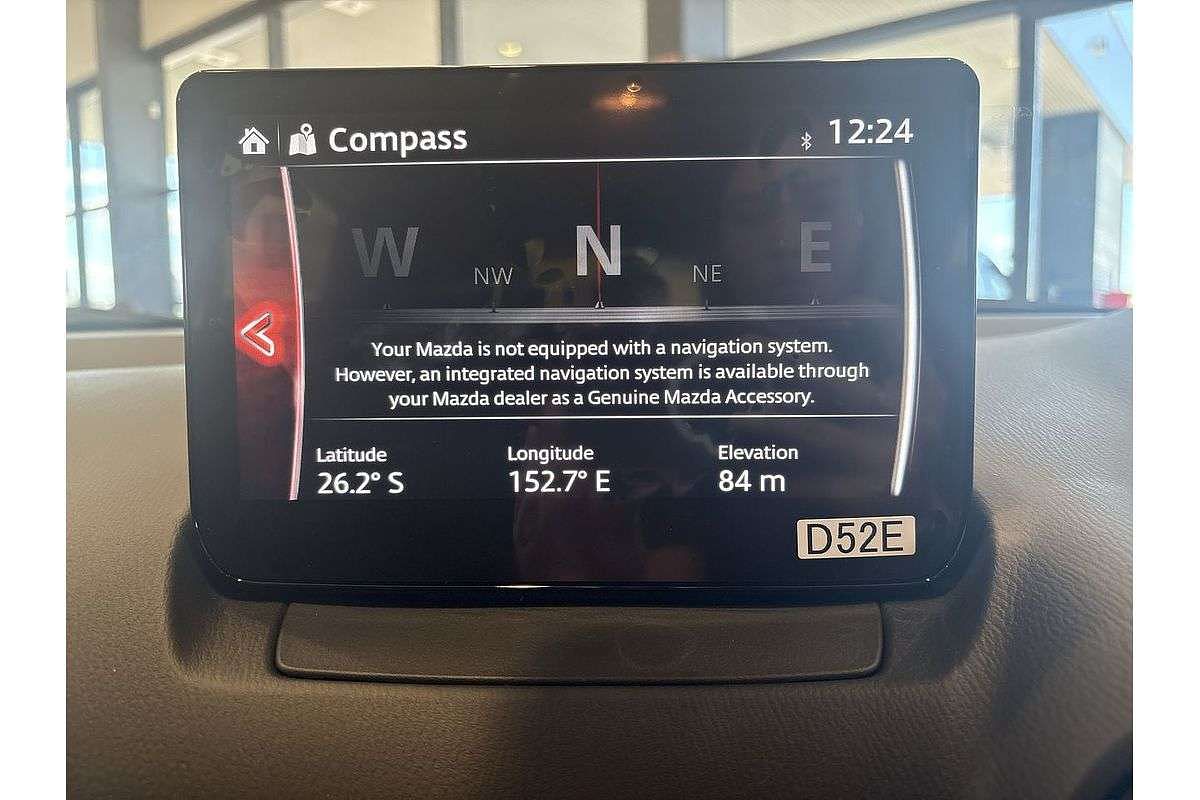 Compass
12:24
W NW N NE E
Your Mazda is not equipped with a navigation system.
However, an integrated navigation system is available through
your Mazda dealer as a Genuine Mazda Accessory.
Latitude Longitude Elevation
26.2° S 152.7° E 84 m
D52E